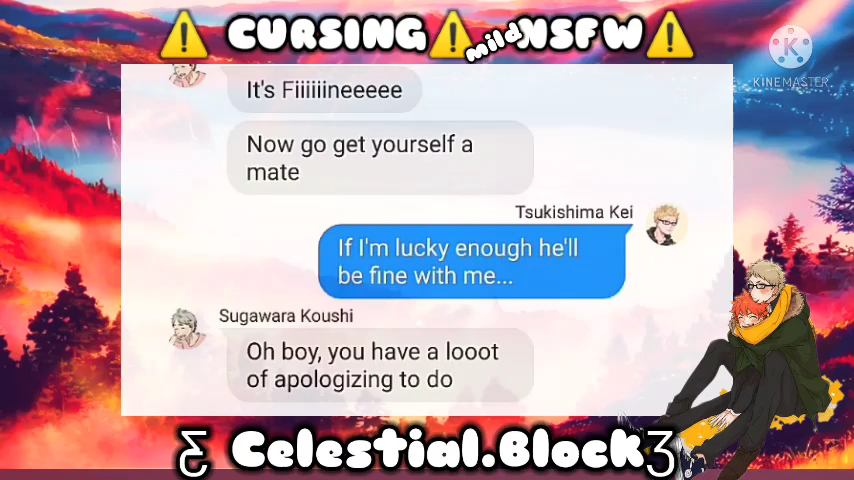 ⚠️ CURSING⚠️mild NSFW⚠️
K
KINEMASTER
It's Fiiiiiineeeee
Now go get yourself a
mate
Tsukishima Kei
If I'm lucky enough he'll
be fine with me...
Sugawara Koushi
Oh boy, you have a looot
of apologizing to do
Ƹ Celestial.Block Ʒ